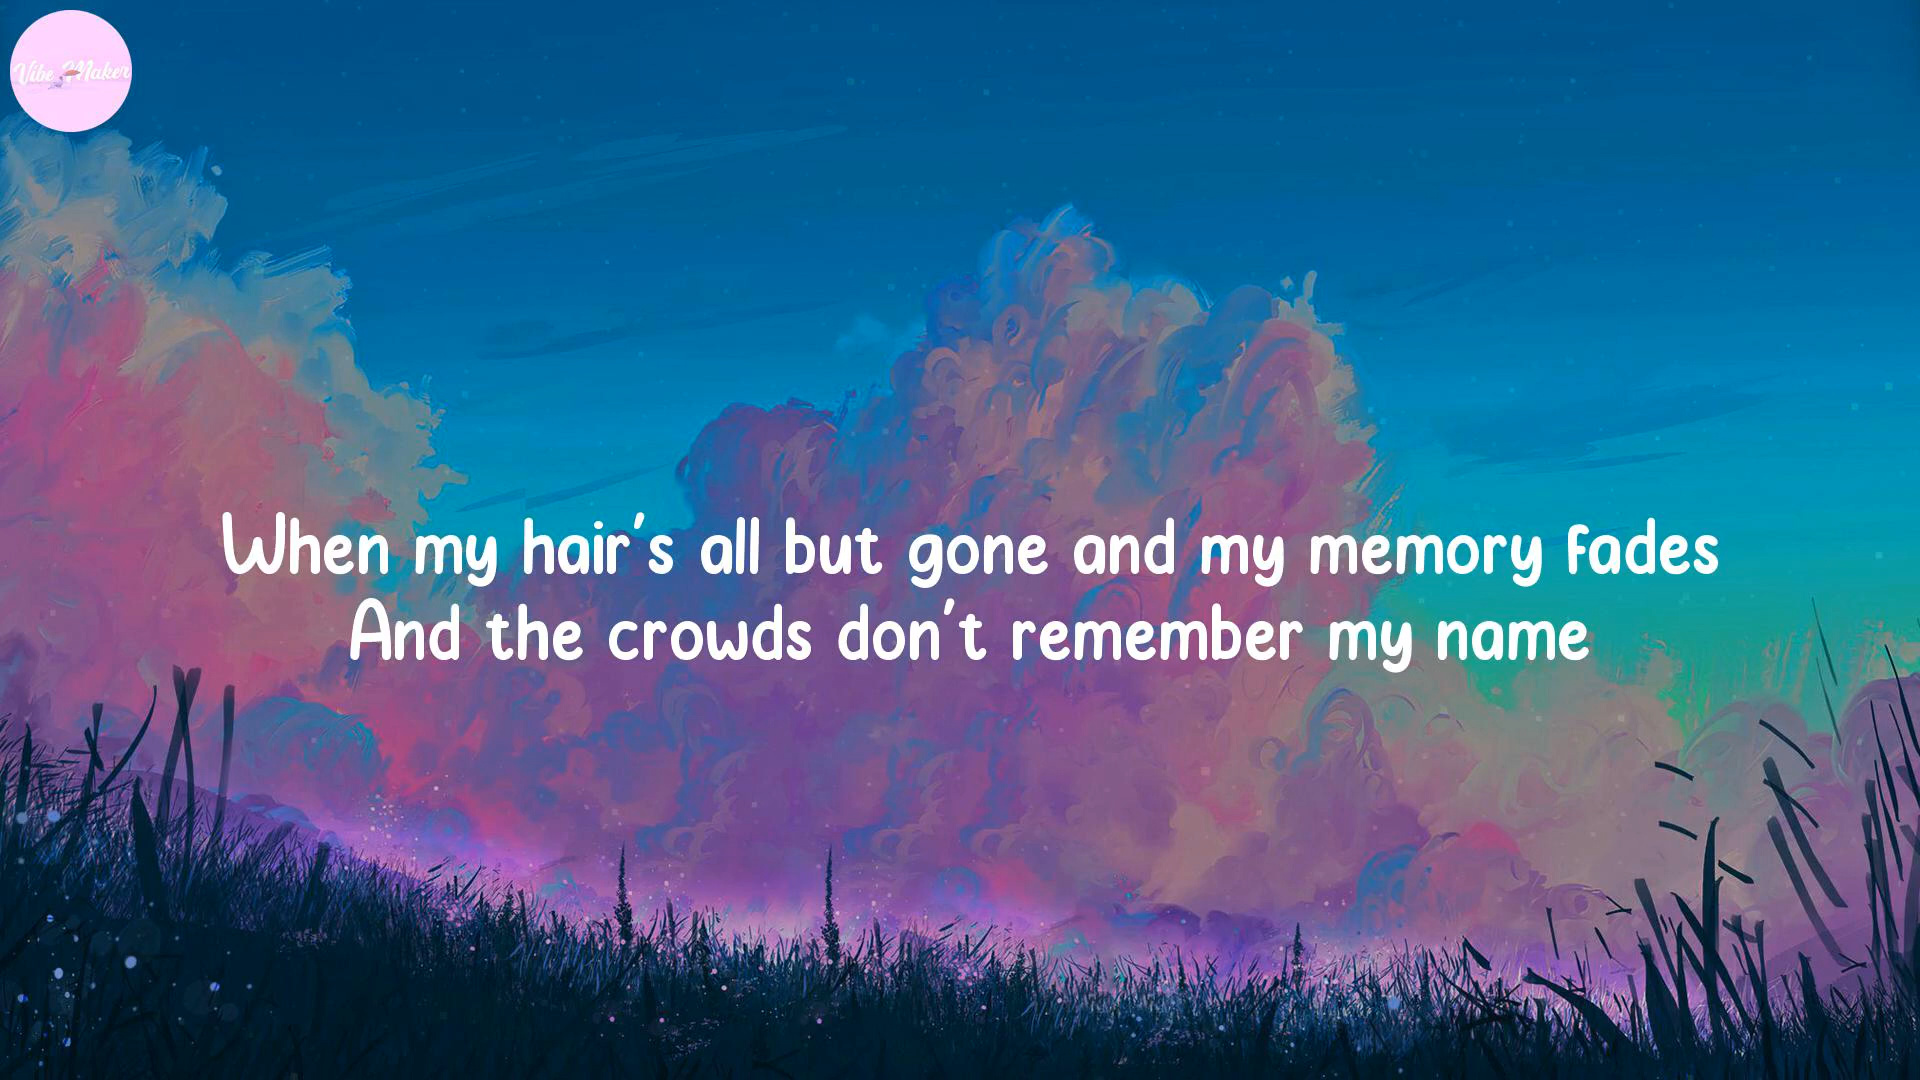 Vibe Maker
When my hair's all but gone and my memory fades
And the crowds don't remember my name